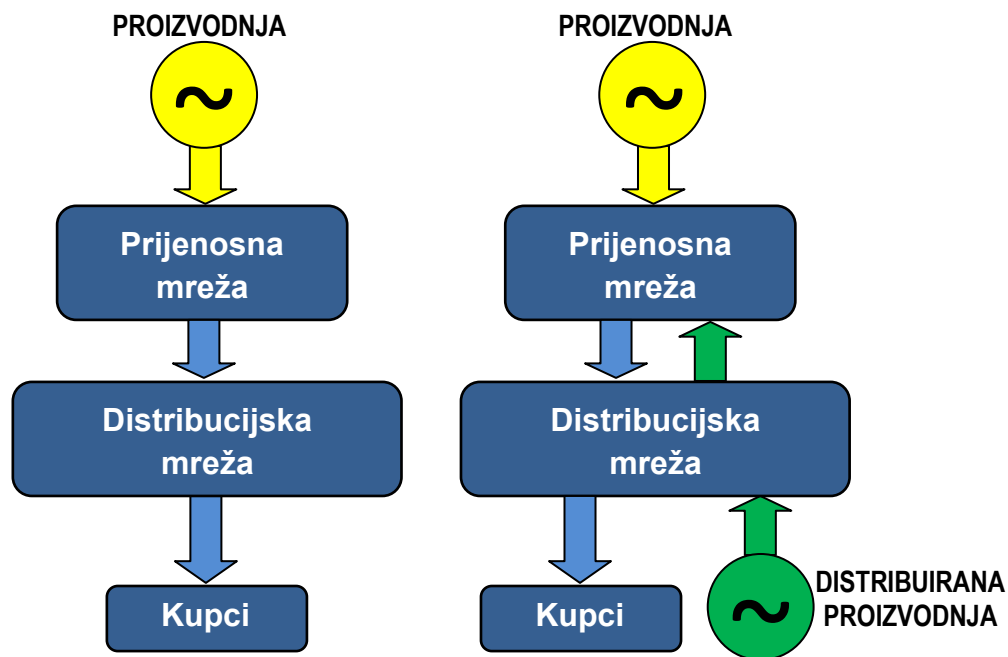 PROIZVODNJA
Prijenosna
mreža
Distribucijska
mreža
Kupci
PROIZVODNJA
Prijenosna
mreža
Distribucijska
mreža
Kupci
DISTRIBUIRANA
PROIZVODNJA